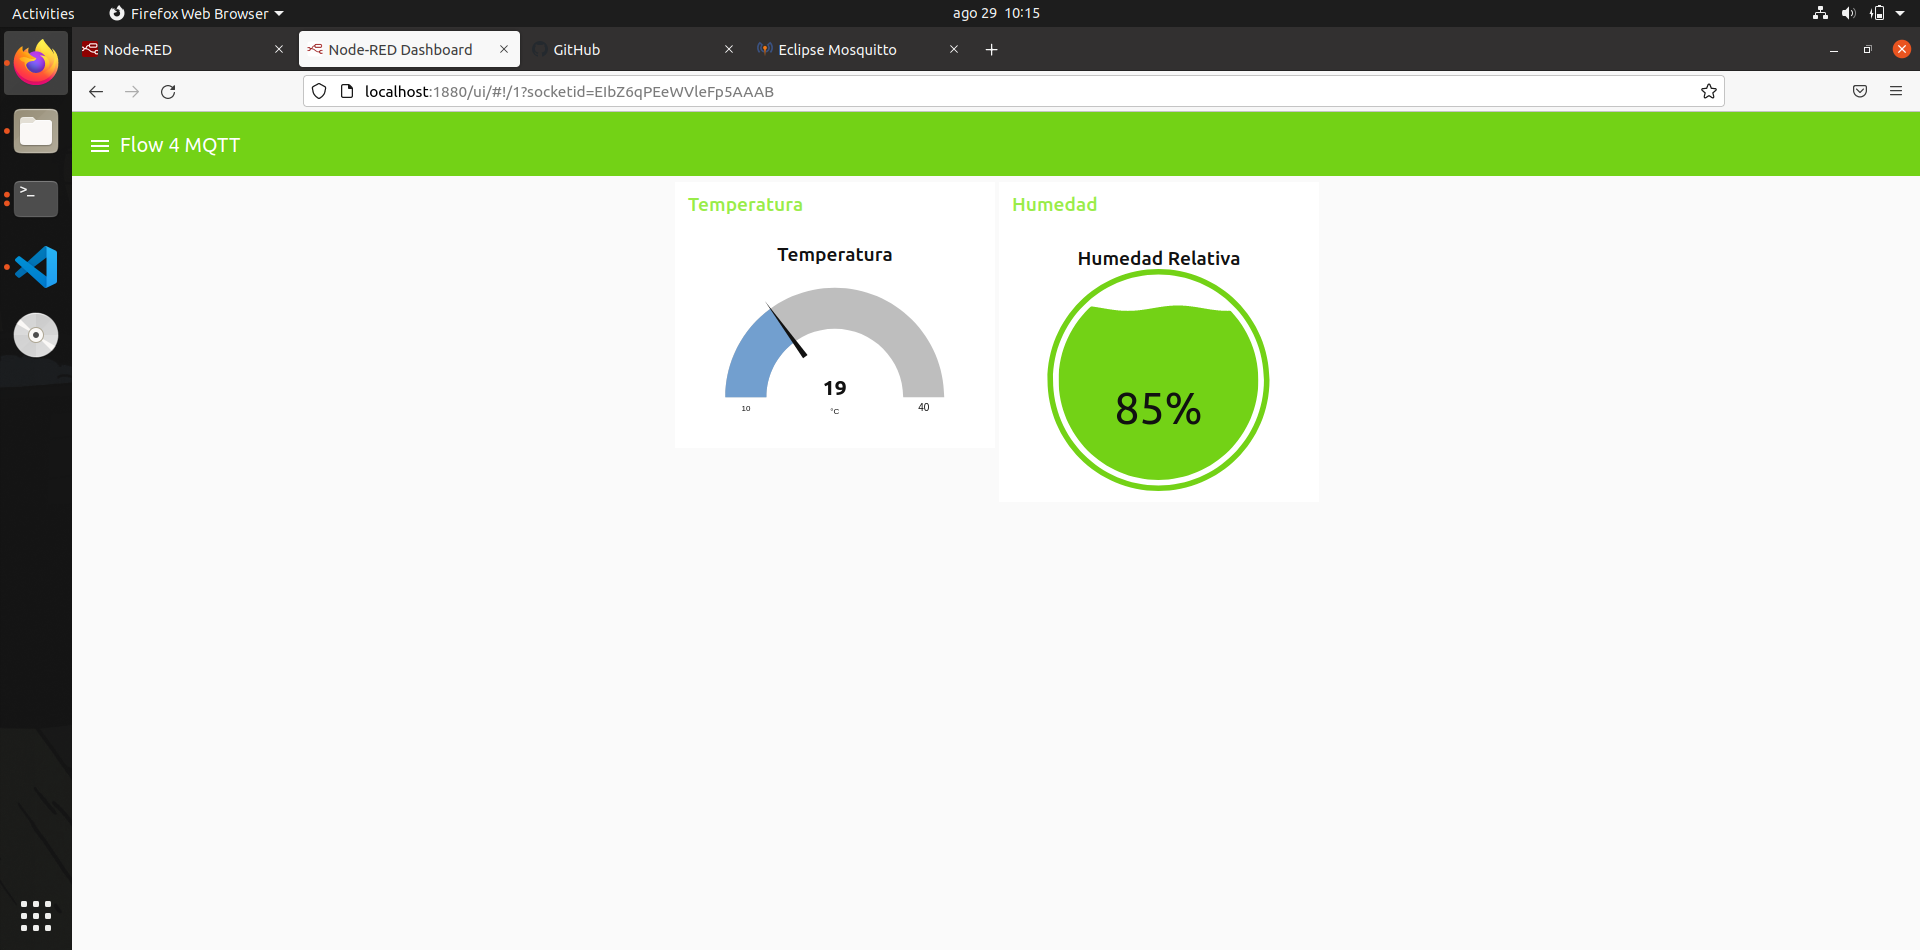 Activities Firefox Web Browser ago 29 10:15
Node-RED Node-RED Dashboard GitHub Eclipse Mosquitto
localhost:1880/ui/#!/1?socketid=EIbZ6qPEeWVleFp5AAAB
Flow 4 MQTT
Temperatura
Temperatura
19
10 °C 40
Humedad
Humedad Relativa
85%